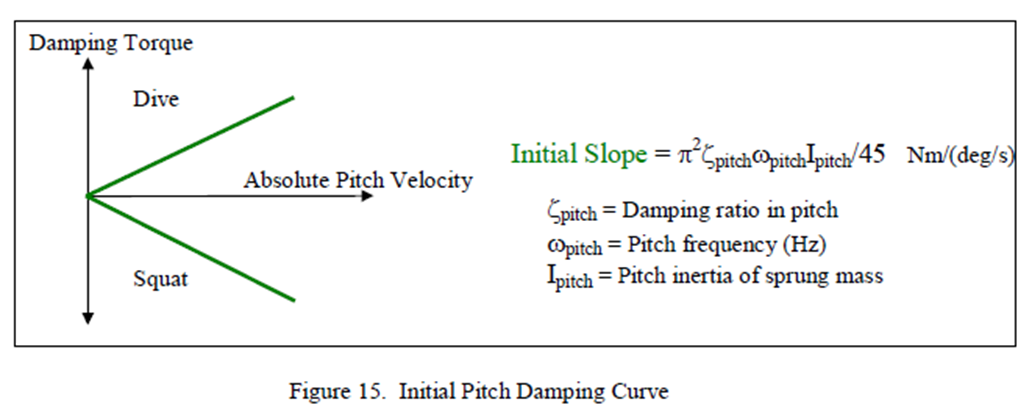 Damping Torque
Dive
Absolute Pitch Velocity
Squat
Initial Slope = π²ζpitchωpitchIpitch/45 Nm/(deg/s)
ζpitch = Damping ratio in pitch
ωpitch = Pitch frequency (Hz)
Ipitch = Pitch inertia of sprung mass
Figure 15. Initial Pitch Damping Curve